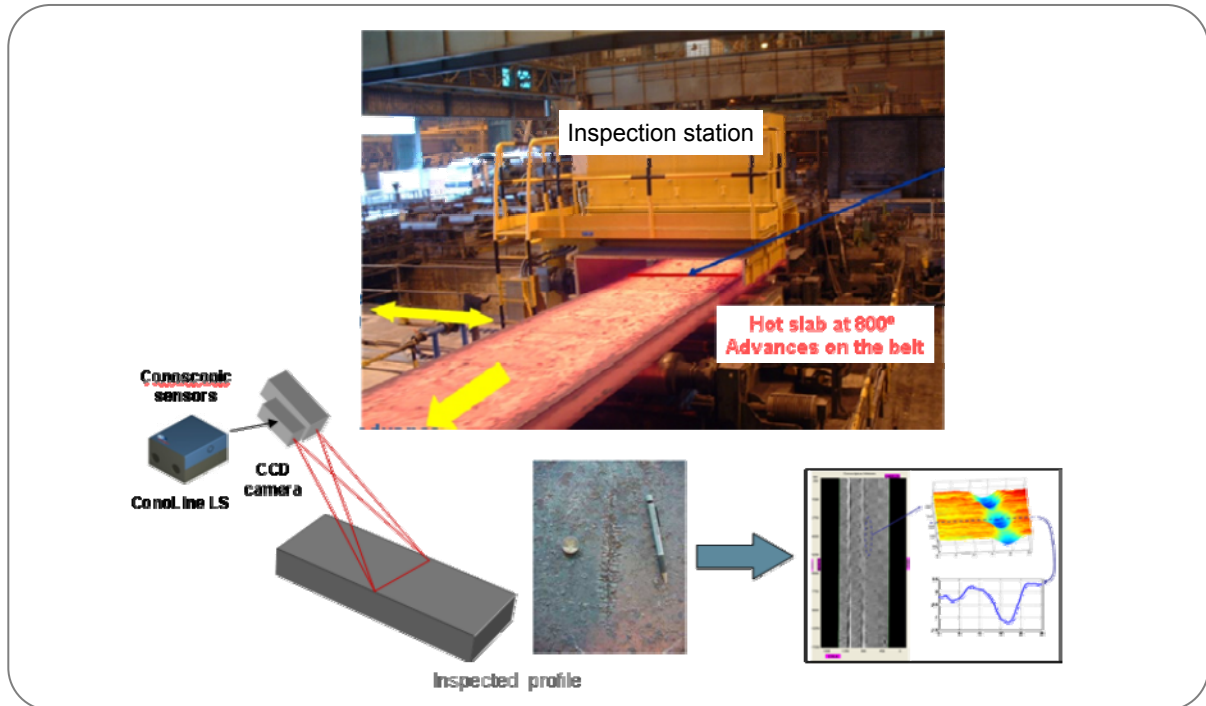 Inspection station
Hot slab at 800º
Advances on the belt
Conoscopic
sensors
CCD
camera
ConoLine LS
Inspected profile